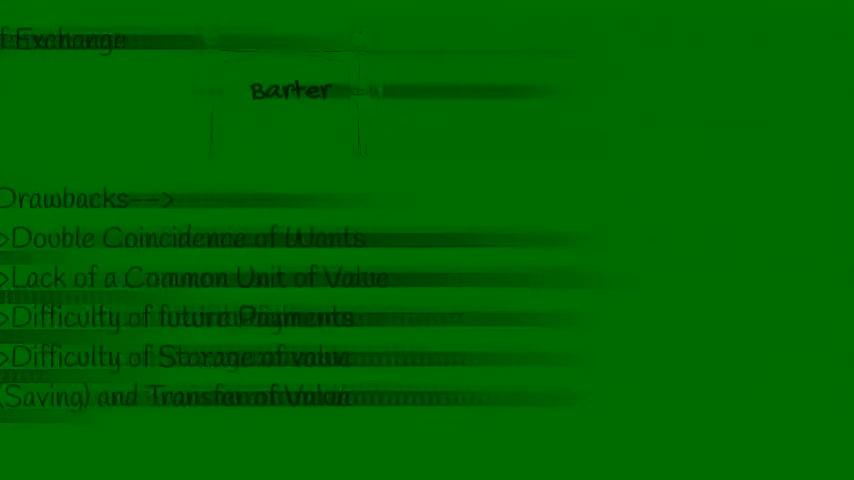 f Exchange
Barter
Drawbacks-->
>Double Coincidence of Wants
>Lack of a Common Unit of Value
>Difficulty of future Payments
>Difficulty of Storage of value
(Saving) and Transfer of Value